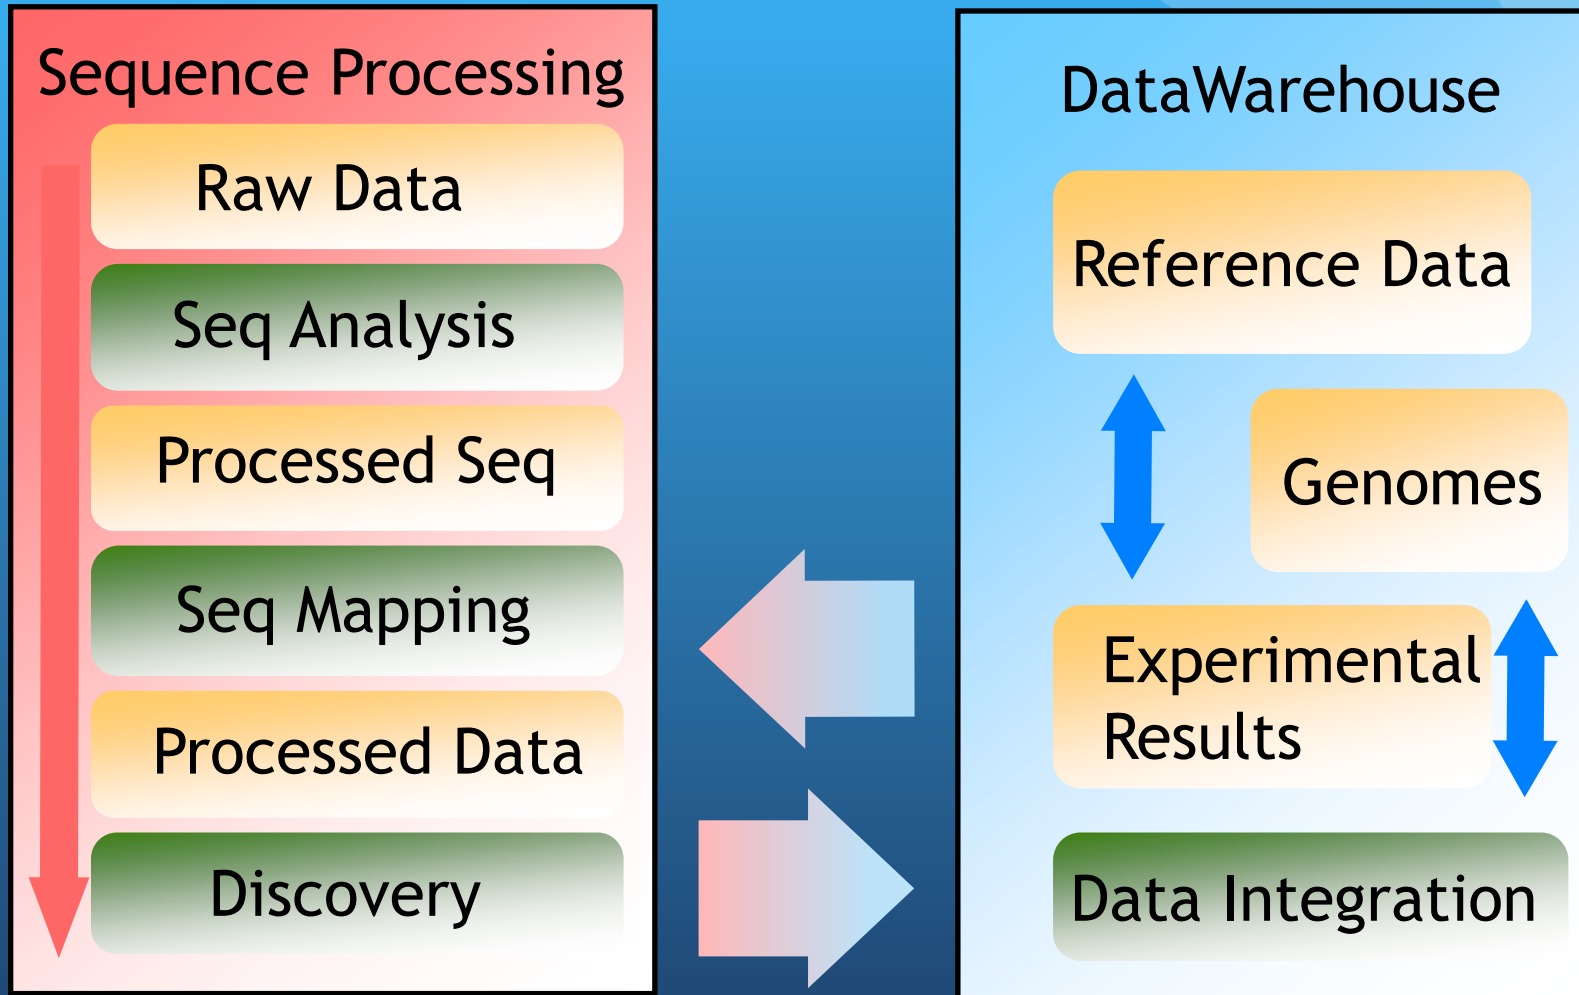 Sequence Processing
Raw Data
Seq Analysis
Processed Seq
Seq Mapping
Processed Data
Discovery
DataWarehouse
Reference Data
Genomes
Experimental
Results
Data Integration